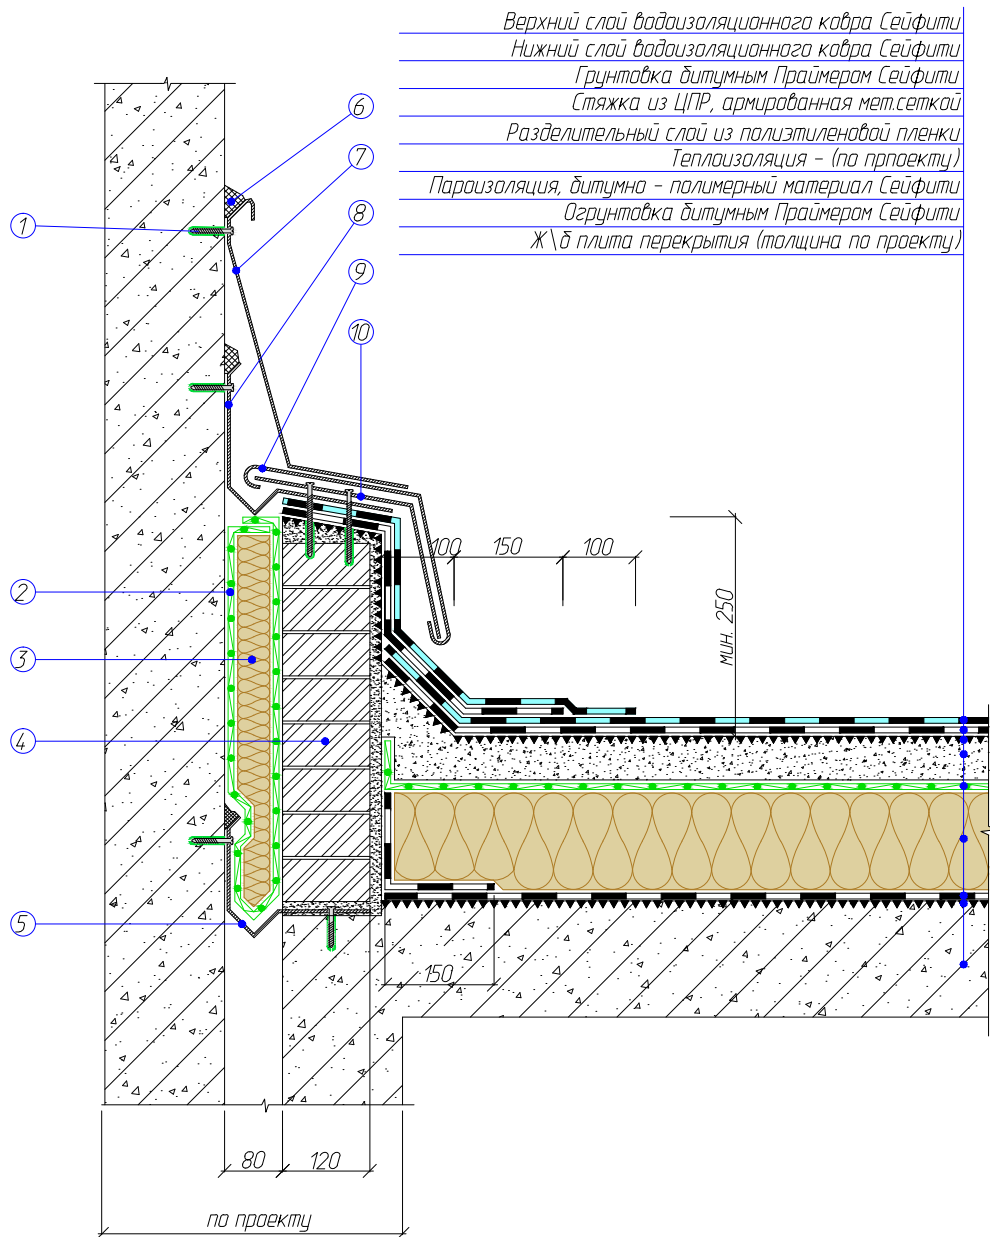 Верхний слой водоизоляционного ковра Сейфити
Нижний слой водоизоляционного ковра Сейфити
Грунтовка битумным Праймером Сейфити
Стяжка из ЦПР, армированная мет.сеткой
Разделительный слой из полиэтиленовой пленки
Теплоизоляция - (по прпоекту)
Пароизоляция, битумно - полимерный материал Сейфити
Огрунтовка битумным Праймером Сейфити
Ж\б плита перекрытия (толщина по проекту)
6
7
8
1
9
10
100
150
100
мин. 250
2
3
4
5
150
80
120
по проекту